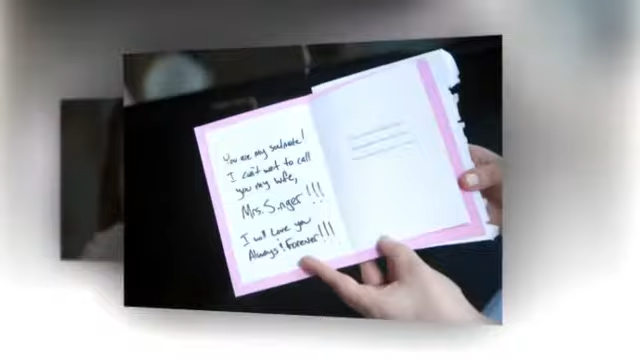 You are my soulmate!
I can't wait to call
you my wife,
Mrs. Singer!!!
I will Love you
Always & Forever!!!